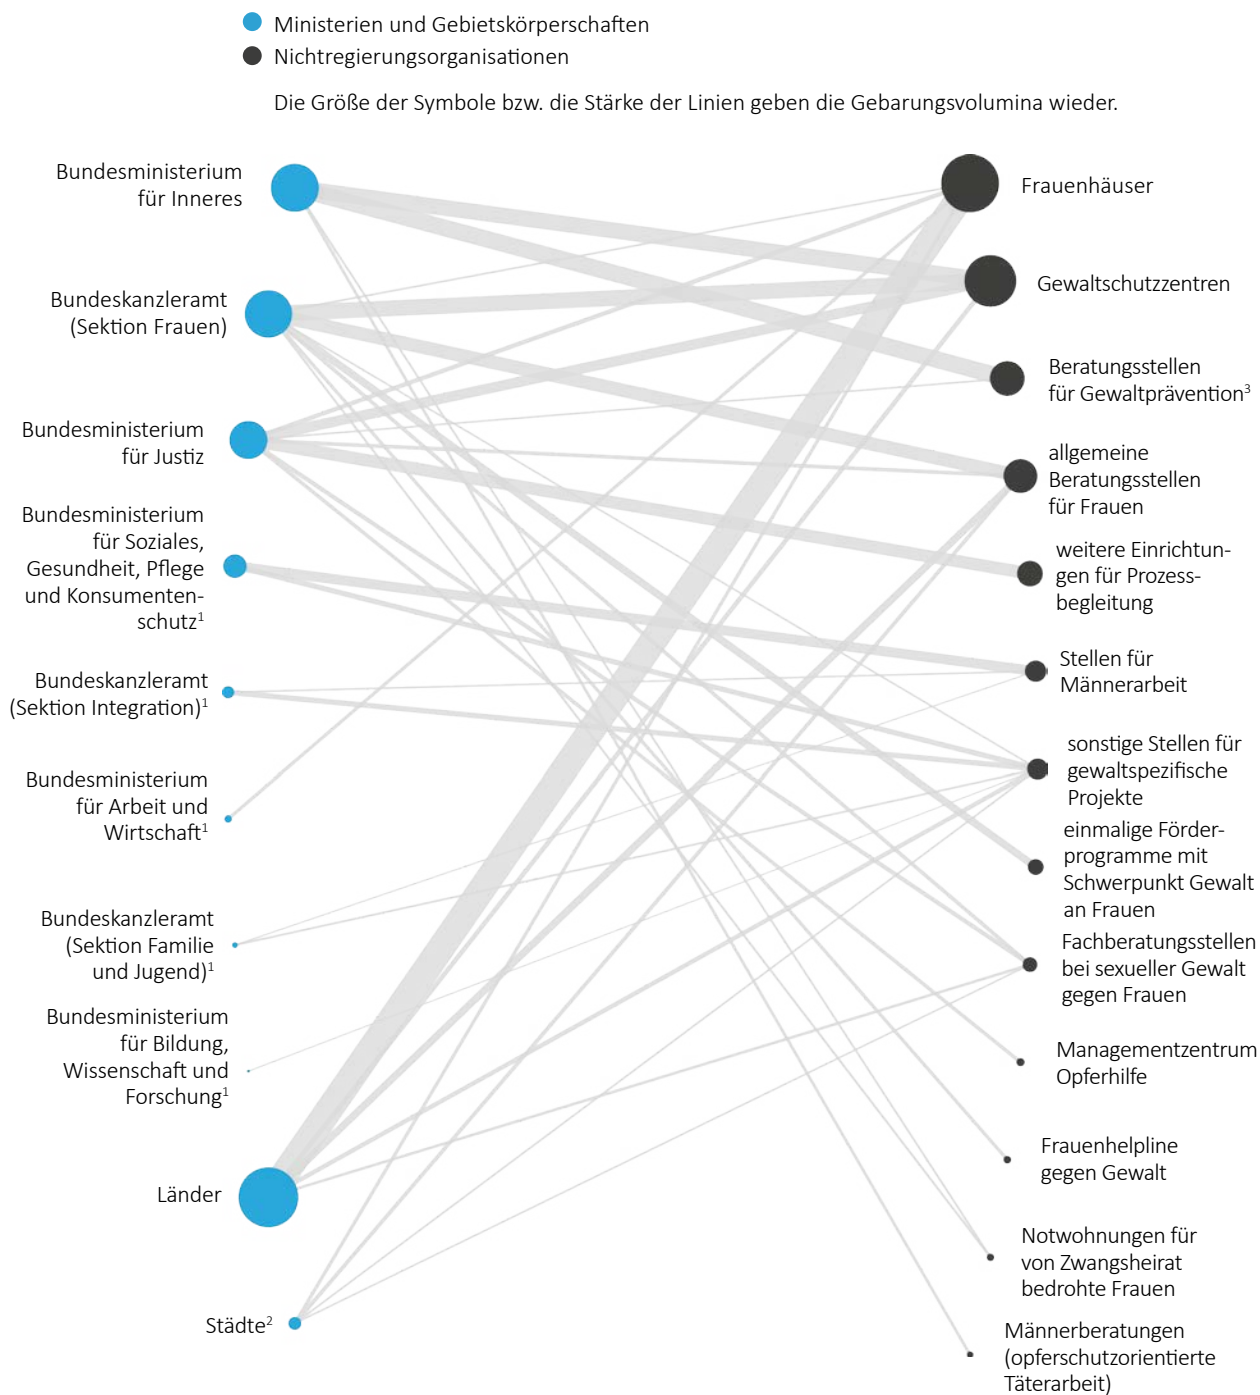 Ministerien und Gebietskörperschaften
Nichtregierungsorganisationen
Die Größe der Symbole bzw. die Stärke der Linien geben die Gebarungsvolumina wieder.
Bundesministerium
für Inneres
Bundeskanzleramt
(Sektion Frauen)
Bundesministerium
für Justiz
Bundesministerium
für Soziales,
Gesundheit, Pflege
und Konsumenten-
schutz¹
Bundeskanzleramt
(Sektion Integration)¹
Bundesministerium
für Arbeit und
Wirtschaft¹
Bundeskanzleramt
(Sektion Familie
und Jugend)¹
Bundesministerium
für Bildung,
Wissenschaft und
Forschung¹
Länder
Städte²
Frauenhäuser
Gewaltschutzzentren
Beratungsstellen
für Gewaltprävention³
allgemeine
Beratungsstellen
für Frauen
weitere Einrichtun-
gen für Prozess-
begleitung
Stellen für
Männerarbeit
sonstige Stellen für
gewaltspezifische
Projekte
einmalige Förder-
programme mit
Schwerpunkt Gewalt
an Frauen
Fachberatungsstellen
bei sexueller Gewalt
gegen Frauen
Managementzentrum
Opferhilfe
Frauenhelpline
gegen Gewalt
Notwohnungen für
von Zwangsheirat
bedrohte Frauen
Männerberatungen
(opferschutzorientierte
Täterarbeit)